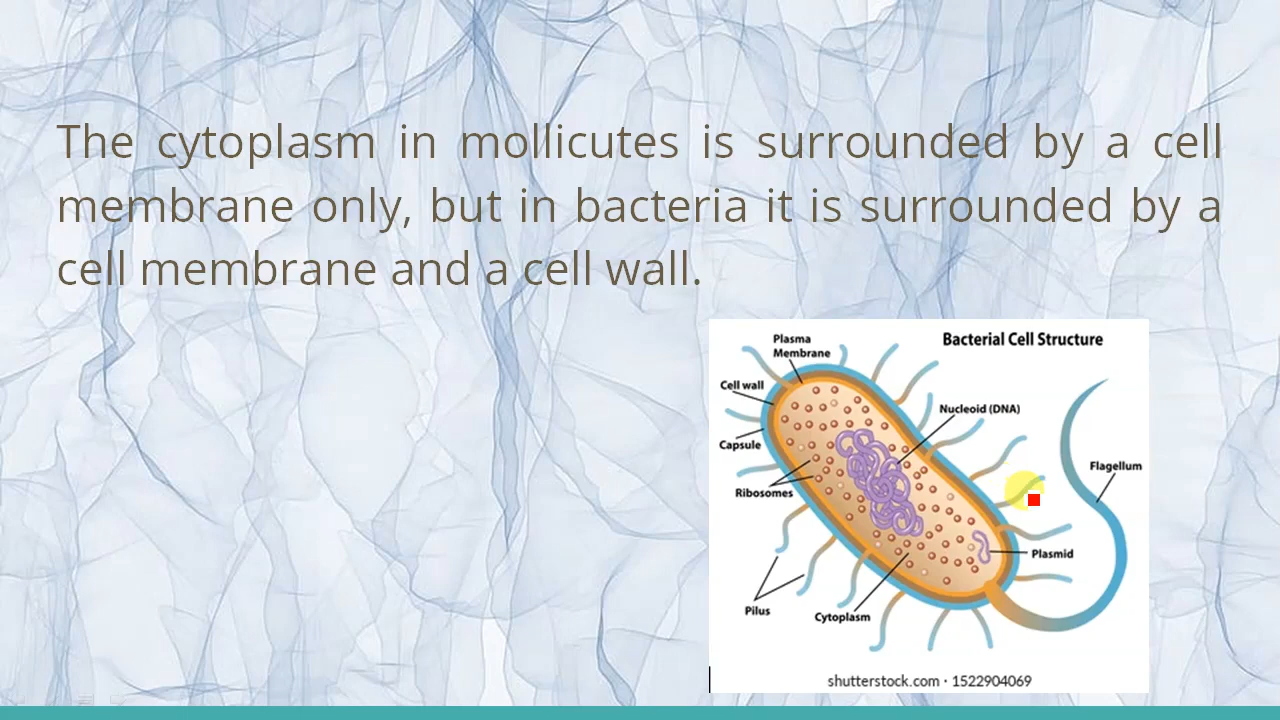 The cytoplasm in mollicutes is surrounded by a cell
membrane only, but in bacteria it is surrounded by a
cell membrane and a cell wall.
Bacterial Cell Structure
Plasma
Membrane
Cell wall
Nucleoid (DNA)
Capsule
Flagellum
Ribosomes
Plasmid
Pilus
Cytoplasm
shutterstock.com · 1522904069